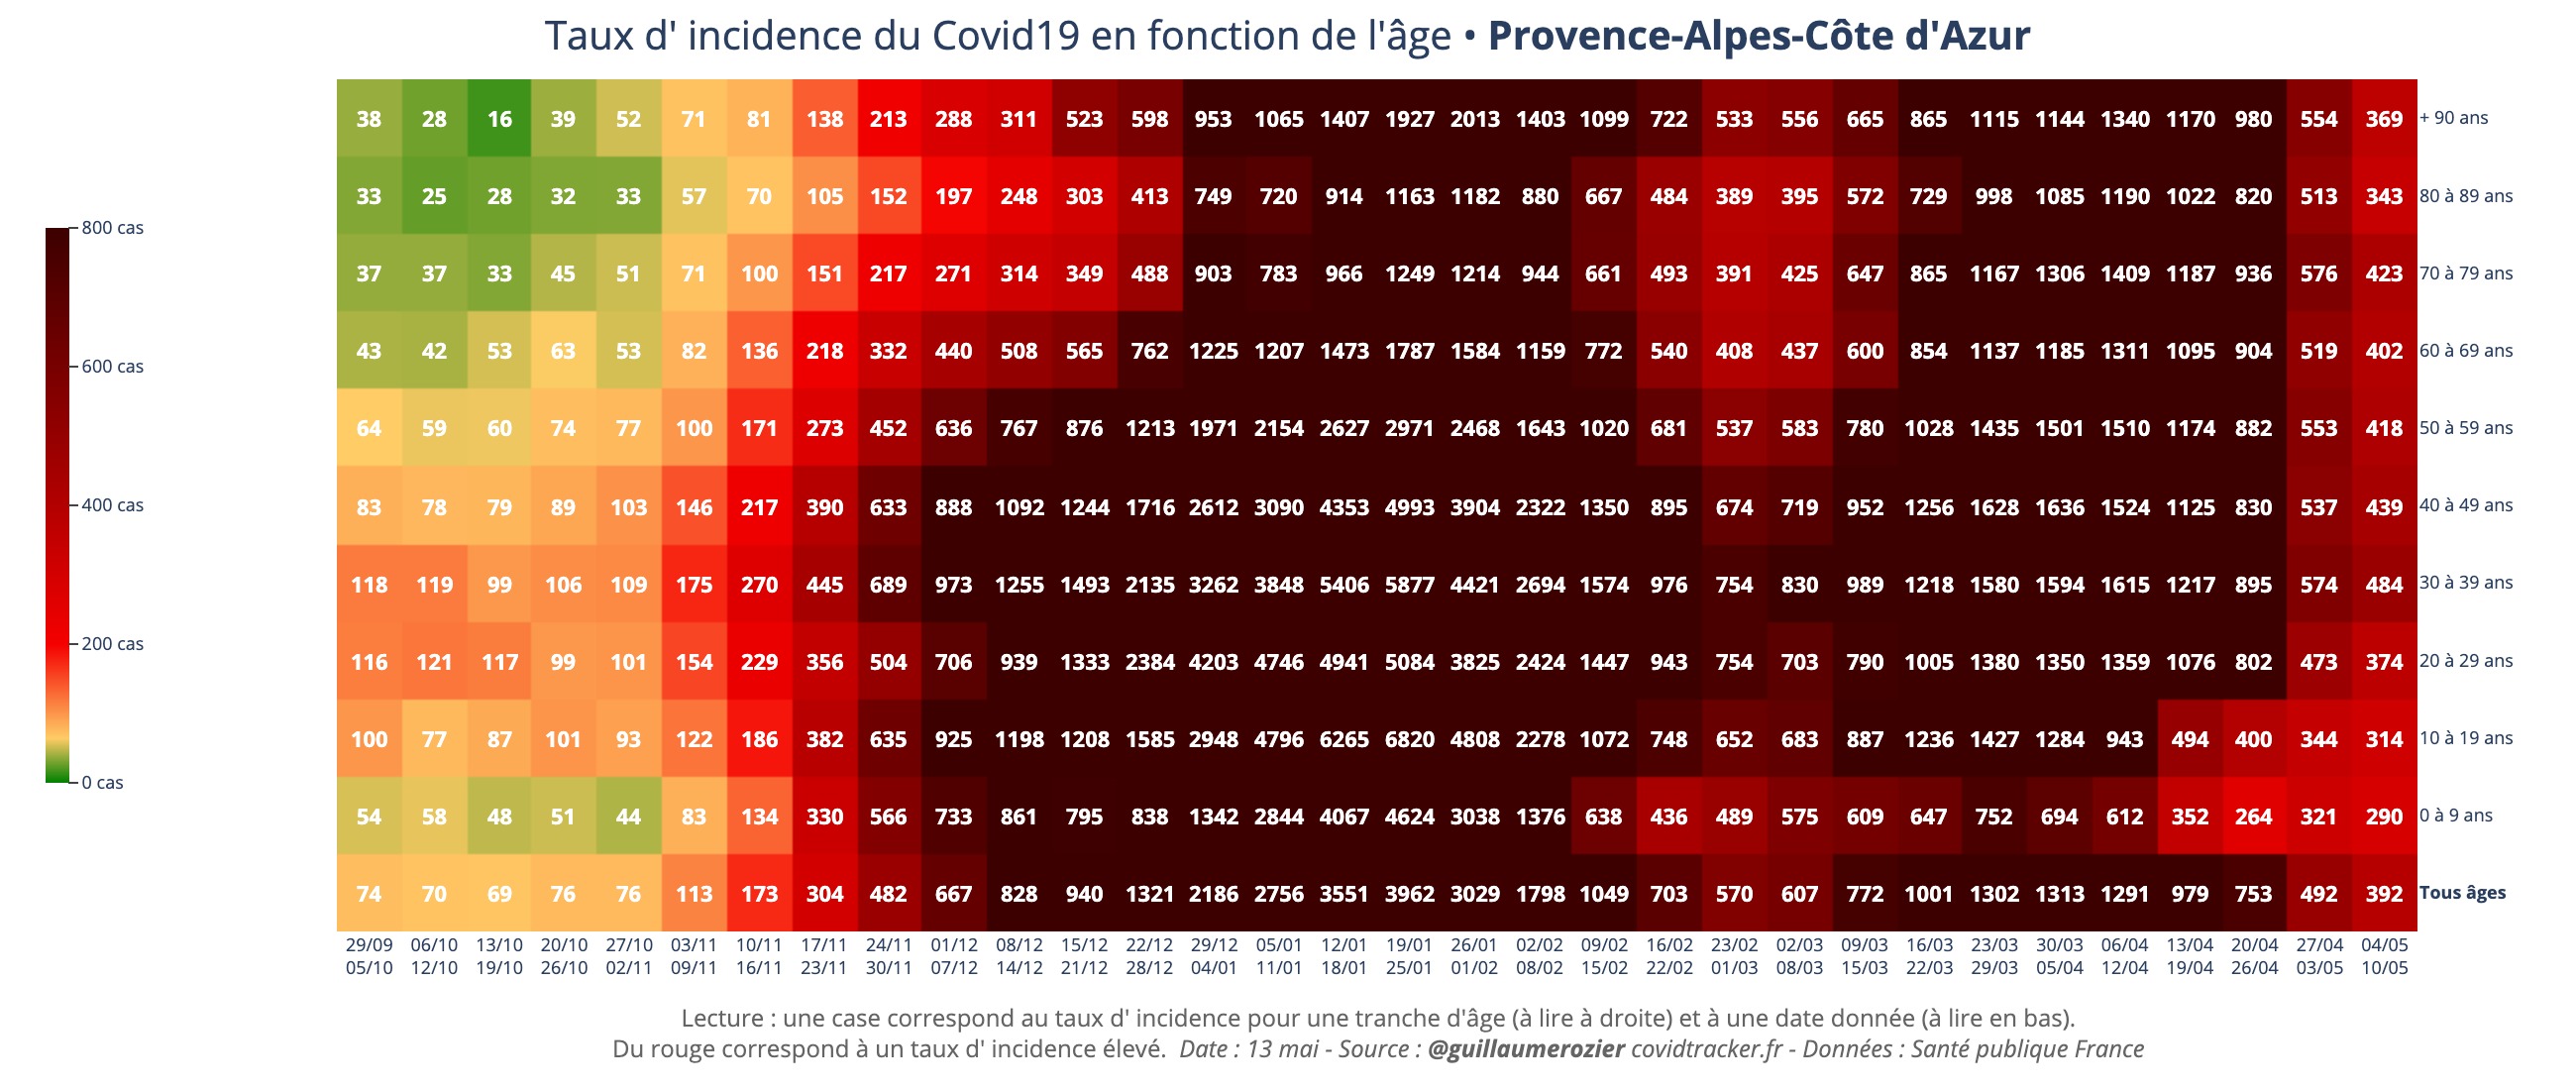 Taux d' incidence du Covid19 en fonction de l'âge • Provence-Alpes-Côte d'Azur
800 cas
600 cas
400 cas
200 cas
0 cas
38 28 16 39 52 71 81 138 213 288 311 523 598 953 1065 1407 1927 2013 1403 1099 722 533 556 665 865 1115 1144 1340 1170 980 554 369 + 90 ans
33 25 28 32 33 57 70 105 152 197 248 303 413 749 720 914 1163 1182 880 667 484 389 395 572 729 998 1085 1190 1022 820 513 343 80 à 89 ans
37 37 33 45 51 71 100 151 217 271 314 349 488 903 783 966 1249 1214 944 661 493 391 425 647 865 1167 1306 1409 1187 936 576 423 70 à 79 ans
43 42 53 63 53 82 136 218 332 440 508 565 762 1225 1207 1473 1787 1584 1159 772 540 408 437 600 854 1137 1185 1311 1095 904 519 402 60 à 69 ans
64 59 60 74 77 100 171 273 452 636 767 876 1213 1971 2154 2627 2971 2468 1643 1020 681 537 583 780 1028 1435 1501 1510 1174 882 553 418 50 à 59 ans
83 78 79 89 103 146 217 390 633 888 1092 1244 1716 2612 3090 4353 4993 3904 2322 1350 895 674 719 952 1256 1628 1636 1524 1125 830 537 439 40 à 49 ans
118 119 99 106 109 175 270 445 689 973 1255 1493 2135 3262 3848 5406 5877 4421 2694 1574 976 754 830 989 1218 1580 1594 1615 1217 895 574 484 30 à 39 ans
116 121 117 99 101 154 229 356 504 706 939 1333 2384 4203 4746 4941 5084 3825 2424 1447 943 754 703 790 1005 1380 1350 1359 1076 802 473 374 20 à 29 ans
100 77 87 101 93 122 186 382 635 925 1198 1208 1585 2948 4796 6265 6820 4808 2278 1072 748 652 683 887 1236 1427 1284 943 494 400 344 314 10 à 19 ans
54 58 48 51 44 83 134 330 566 733 861 795 838 1342 2844 4067 4624 3038 1376 638 436 489 575 609 647 752 694 612 352 264 321 290 0 à 9 ans
74 70 69 76 76 113 173 304 482 667 828 940 1321 2186 2756 3551 3962 3029 1798 1049 703 570 607 772 1001 1302 1313 1291 979 753 492 392 Tous âges
29/09 06/10 13/10 20/10 27/10 03/11 10/11 17/11 24/11 01/12 08/12 15/12 22/12 29/12 05/01 12/01 19/01 26/01 02/02 09/02 16/02 23/02 02/03 09/03 16/03 23/03 30/03 06/04 13/04 20/04 27/04 04/05
05/10 12/10 19/10 26/10 02/11 09/11 16/11 23/11 30/11 07/12 14/12 21/12 28/12 04/01 11/01 18/01 25/01 01/02 08/02 15/02 22/02 01/03 08/03 15/03 22/03 29/03 05/04 12/04 19/04 26/04 03/05 10/05
Lecture : une case correspond au taux d' incidence pour une tranche d'âge (à lire à droite) et à une date donnée (à lire en bas).
Du rouge correspond à un taux d' incidence élevé. Date : 13 mai - Source : @guillaumerozier covidtracker.fr - Données : Santé publique France